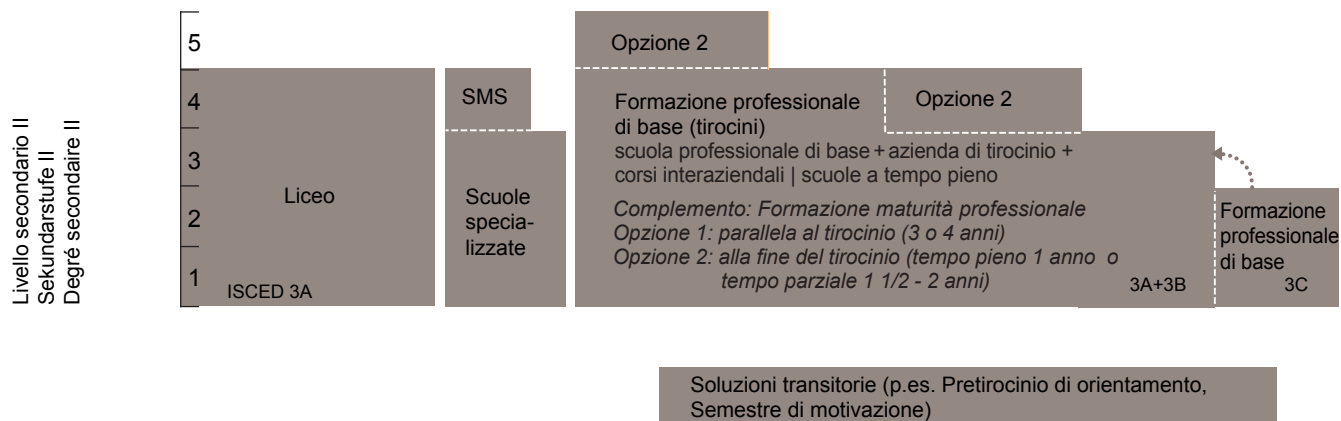 Livello secondario II
Sekundarstufe II
Degré secondaire II
5
4
3
2
1
Liceo
ISCED 3A
SMS
Scuole
specia-
lizzate
Opzione 2
Formazione professionale
di base (tirocini)
scuola professionale di base + azienda di tirocinio +
corsi interaziendali | scuole a tempo pieno
Complemento: Formazione maturità professionale
Opzione 1: parallela al tirocinio (3 o 4 anni)
Opzione 2: alla fine del tirocinio (tempo pieno 1 anno o
tempo parziale 1 1/2 - 2 anni)
Opzione 2
3A+3B
Formazione
professionale
di base
3C
Soluzioni transitorie (p.es. Pretirocinio di orientamento,
Semestre di motivazione)